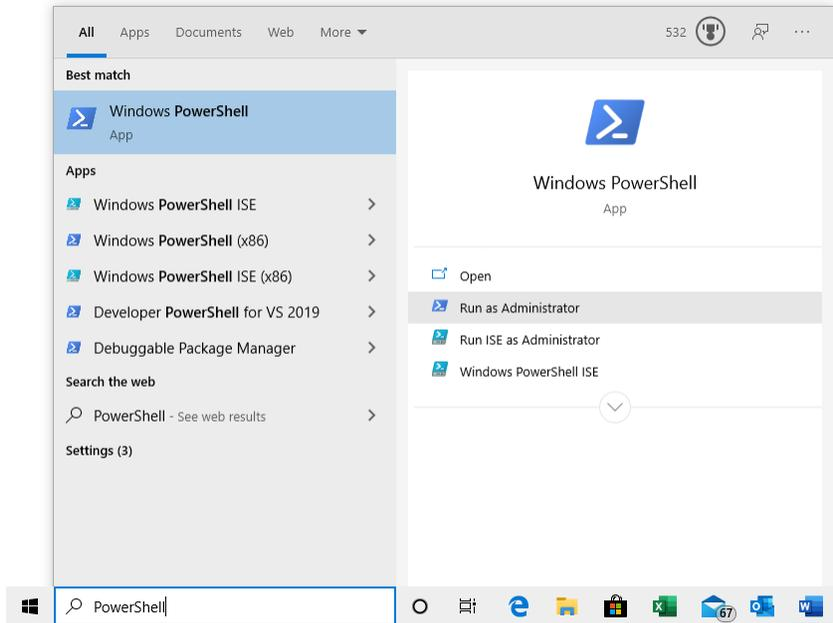 All Apps Documents Web More 532 ...
Best match
Windows PowerShell
App
Apps
Windows PowerShell ISE
Windows PowerShell (x86)
Windows PowerShell ISE (x86)
Developer PowerShell for VS 2019
Debuggable Package Manager
Search the web
PowerShell - See web results
Settings (3)
Windows PowerShell
App
Open
Run as Administrator
Run ISE as Administrator
Windows PowerShell ISE
PowerShell
67